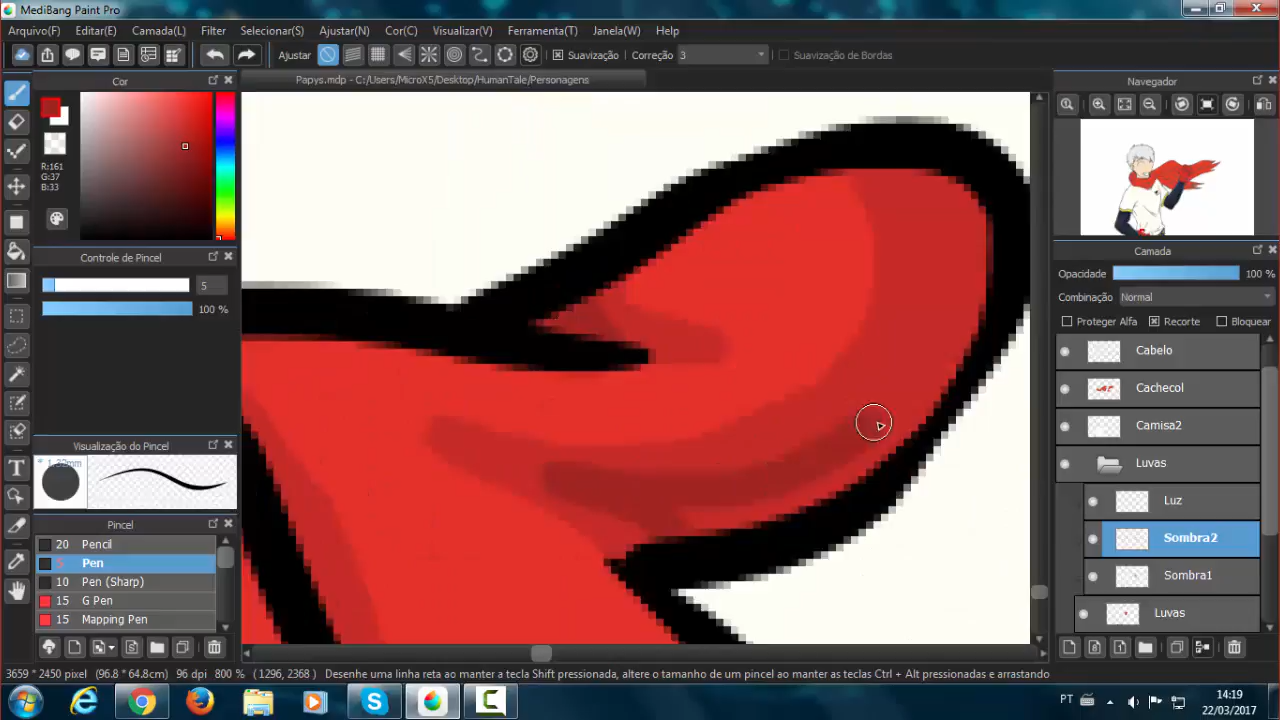 MediBang Paint Pro
Arquivo(F) Editar(E) Camada(L) Filter Selecionar(S) Ajustar(N) Cor(C) Visualizar(V) Ferramenta(T) Janela(W) Help
Ajustar Suavização Correção 3 Suavização de Bordas
Cor
Papys.mdp - C:/Users/MicroX5/Desktop/HumanTale/Personagens
Navegador
R:161
G:37
B:33
Controle de Pincel
5
100 %
Camada
Opacidade 100 %
Combinação Normal
Proteger Alfa Recorte Bloquear
Cabelo
Cachecol
Camisa2
Luvas
Luz
Sombra2
Sombra1
Luvas
Visualização do Pincel
* 1.32mm
Pincel
20 Pencil
5 Pen
10 Pen (Sharp)
15 G Pen
15 Mapping Pen
3659 * 2450 pixel (96.8 * 64.8cm) 96 dpi 800 % (1296, 2368) Desenhe uma linha reta ao manter a tecla Shift pressionada, altere o tamanho de um pincel ao manter as teclas Ctrl + Alt pressionadas e arrastando
PT
14:19
22/03/2017